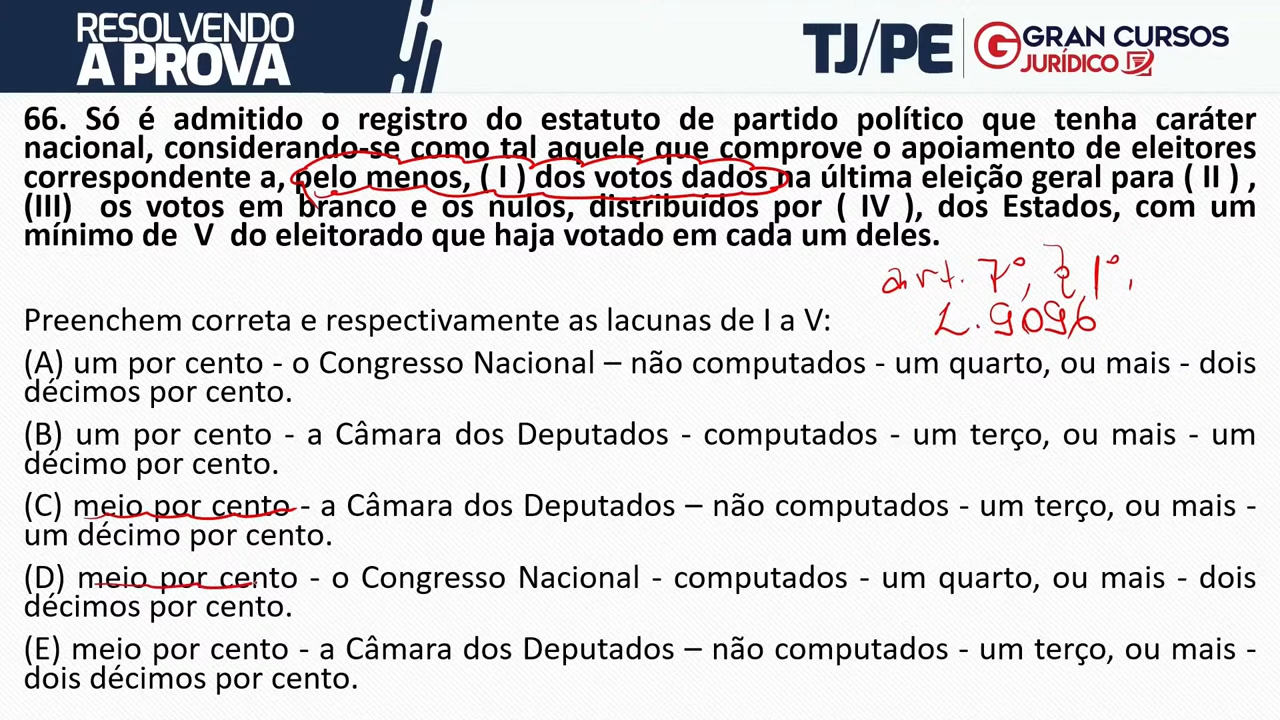 RESOLVENDO
A PROVA
TJ/PE
GRAN CURSOS
JURÍDICO
66. Só é admitido o registro do estatuto de partido político que tenha caráter
nacional, considerando-se como tal aquele que comprove o apoiamento de eleitores
correspondente a, pelo menos, ( I ) dos votos dados na última eleição geral para ( II ) ,
(III) os votos em branco e os nulos, distribuídos por ( IV ), dos Estados, com um
mínimo de V do eleitorado que haja votado em cada um deles.
art. 7º, § 1º,
L. 9096
Preenchem correta e respectivamente as lacunas de I a V:
(A) um por cento - o Congresso Nacional – não computados - um quarto, ou mais - dois
décimos por cento.
(B) um por cento - a Câmara dos Deputados - computados - um terço, ou mais - um
décimo por cento.
(C) meio por cento - a Câmara dos Deputados – não computados - um terço, ou mais -
um décimo por cento.
(D) meio por cento - o Congresso Nacional - computados - um quarto, ou mais - dois
décimos por cento.
(E) meio por cento - a Câmara dos Deputados – não computados - um terço, ou mais -
dois décimos por cento.